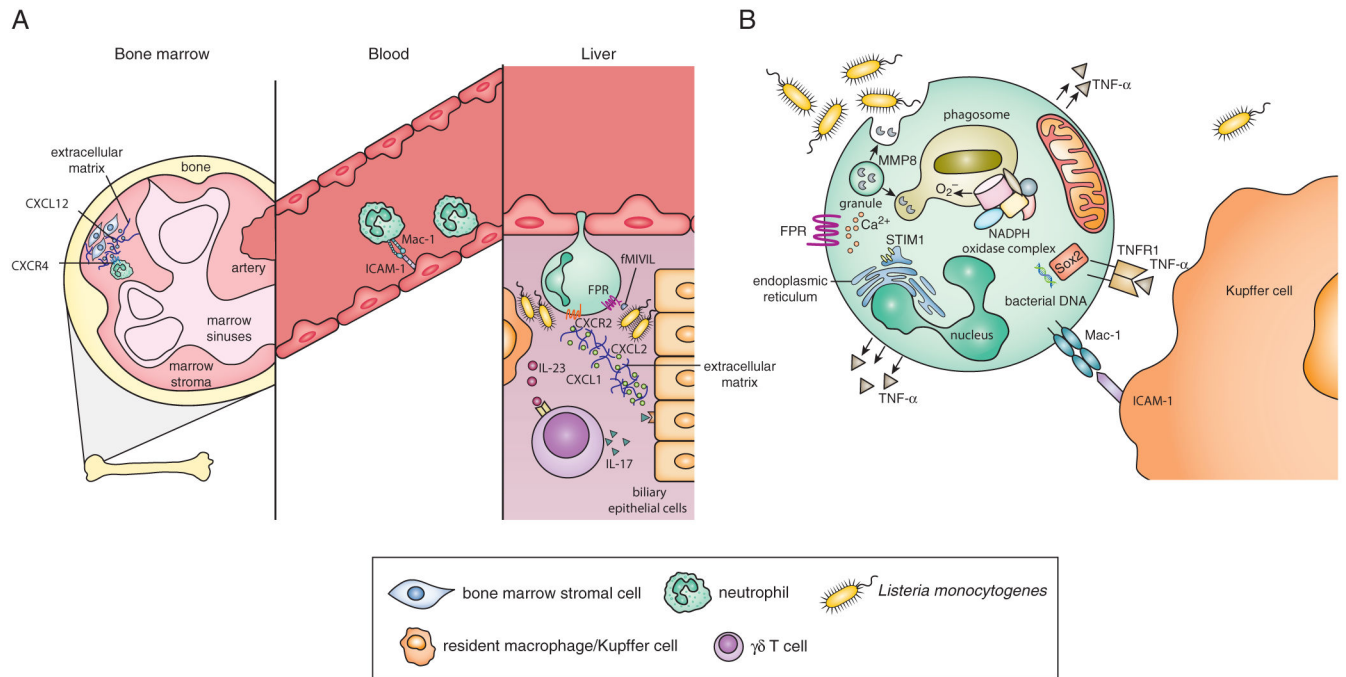 A
Bone marrow
Blood
Liver
extracellular
matrix
bone
CXCL12
CXCR4
artery
marrow
sinuses
marrow
stroma
Mac-1
ICAM-1
fMIVIL
FPR
CXCR2
CXCL2
IL-23
CXCL1
extracellular
matrix
IL-17
biliary
epithelial cells
B
TNF-α
phagosome
MMP8
O₂⁻
granule
Ca²⁺
FPR
NADPH
oxidase complex
STIM1
TNFR1
TNF-α
Sox2
endoplasmic
reticulum
bacterial DNA
Kupffer cell
Mac-1
nucleus
ICAM-1
TNF-α
bone marrow stromal cell
neutrophil
Listeria monocytogenes
resident macrophage/Kupffer cell
γδ T cell